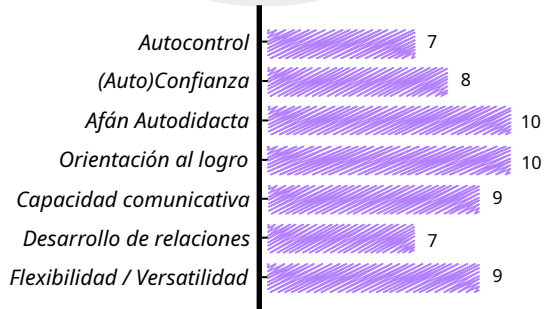 Autocontrol 7
(Auto)Confianza 8
Afán Autodidacta 10
Orientación al logro 10
Capacidad comunicativa 9
Desarrollo de relaciones 7
Flexibilidad / Versatilidad 9